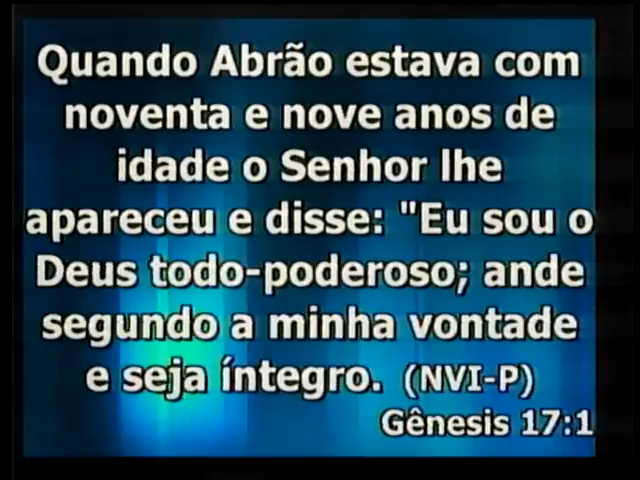 Quando Abrão estava com
noventa e nove anos de
idade o Senhor lhe
apareceu e disse: "Eu sou o
Deus todo-poderoso; ande
segundo a minha vontade
e seja íntegro. (NVI-P)
Gênesis 17:1